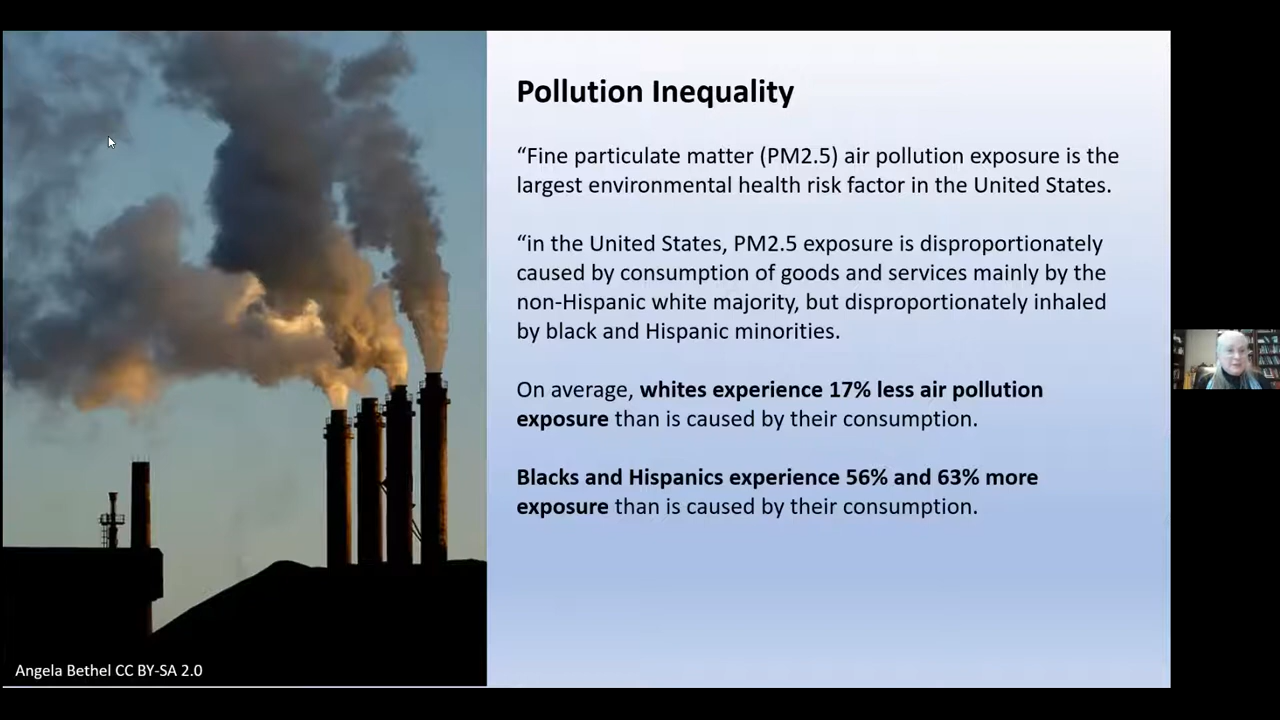 Pollution Inequality
“Fine particulate matter (PM2.5) air pollution exposure is the
largest environmental health risk factor in the United States.
“in the United States, PM2.5 exposure is disproportionately
caused by consumption of goods and services mainly by the
non-Hispanic white majority, but disproportionately inhaled
by black and Hispanic minorities.
On average, whites experience 17% less air pollution
exposure than is caused by their consumption.
Blacks and Hispanics experience 56% and 63% more
exposure than is caused by their consumption.
Angela Bethel CC BY-SA 2.0